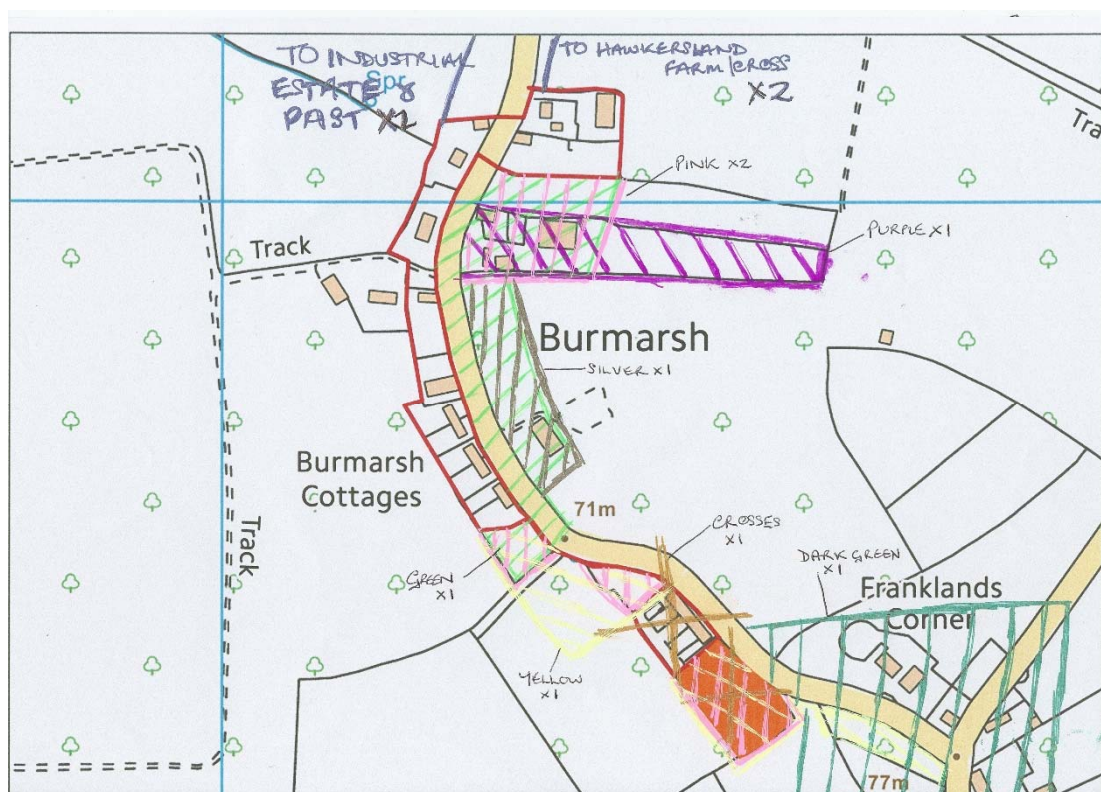 TO INDUSTRIAL
ESTATE &
PAST X1
Spr
TO HAWKERSLAND
FARM/CROSS
X2
Tra
PINK X2
Track
PURPLE X1
Burmarsh
SILVER X1
Burmarsh
Cottages
71m
CROSSES
X1
Track
GREEN
X1
DARK GREEN
X1
Franklands
Corner
YELLOW
X1
77m